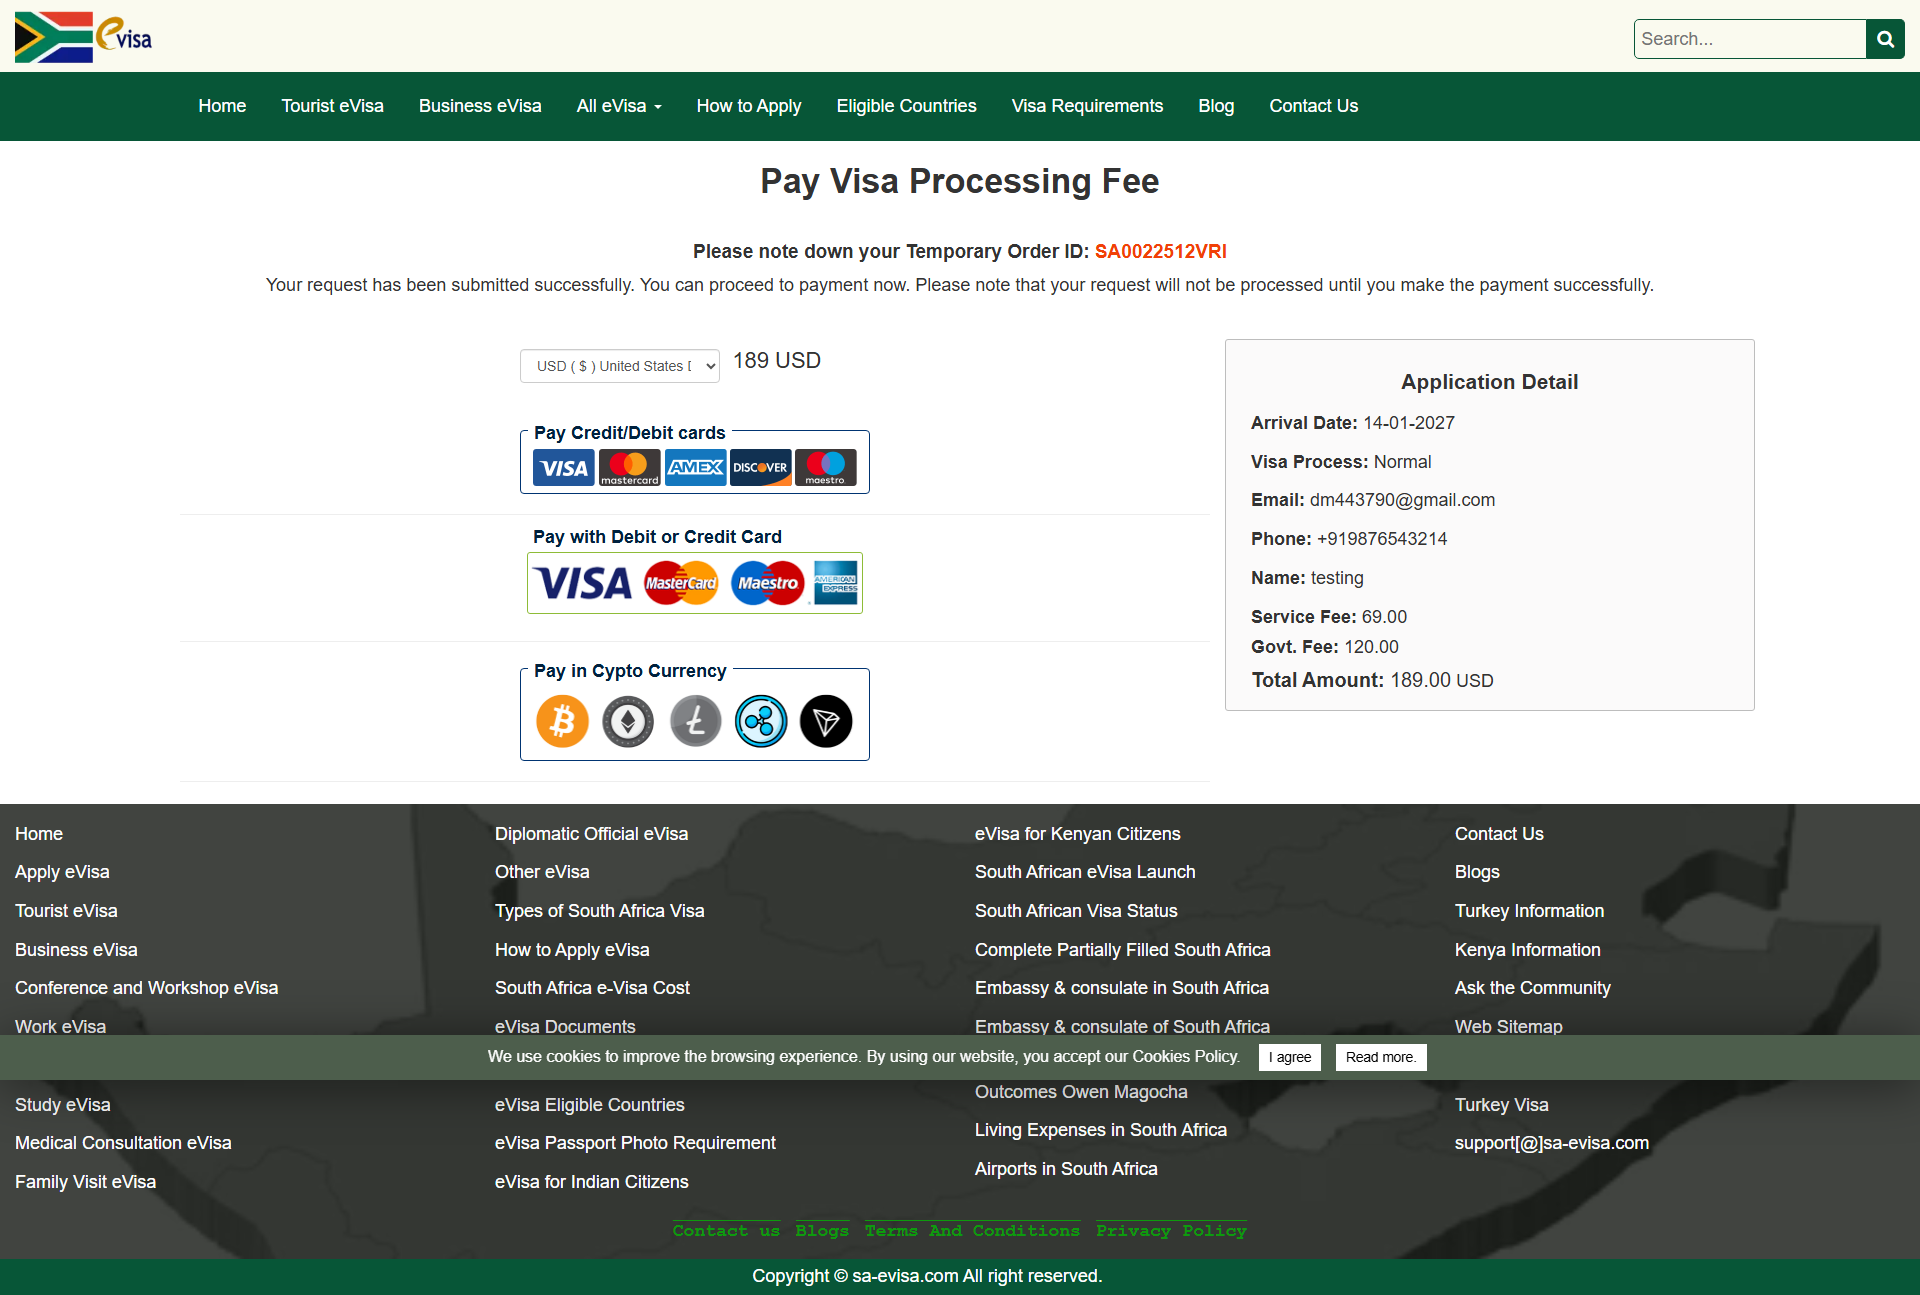 evisa
Search...
Home Tourist eVisa Business eVisa All eVisa How to Apply Eligible Countries Visa Requirements Blog Contact Us
Pay Visa Processing Fee
Please note down your Temporary Order ID: SA0022512VRI
Your request has been submitted successfully. You can proceed to payment now. Please note that your request will not be processed until you make the payment successfully.
USD ( $ ) United States 189 USD
Pay Credit/Debit cards
VISA mastercard AMEX DISCOVER maestro
Pay with Debit or Credit Card
VISA MasterCard Maestro AMERICAN EXPRESS
Pay in Cypto Currency
Application Detail
Arrival Date: 14-01-2027
Visa Process: Normal
Email: dm443790@gmail.com
Phone: +919876543214
Name: testing
Service Fee: 69.00
Govt. Fee: 120.00
Total Amount: 189.00 USD
Home
Apply eVisa
Tourist eVisa
Business eVisa
Conference and Workshop eVisa
Work eVisa
Study eVisa
Medical Consultation eVisa
Family Visit eVisa
Diplomatic Official eVisa
Other eVisa
Types of South Africa Visa
How to Apply eVisa
South Africa e-Visa Cost
eVisa Documents
eVisa Eligible Countries
eVisa Passport Photo Requirement
eVisa for Indian Citizens
eVisa for Kenyan Citizens
South African eVisa Launch
South African Visa Status
Complete Partially Filled South Africa
Embassy & consulate in South Africa
Embassy & consulate of South Africa
Outcomes Owen Magocha
Living Expenses in South Africa
Airports in South Africa
Contact Us
Blogs
Turkey Information
Kenya Information
Ask the Community
Web Sitemap
Turkey Visa
support[@]sa-evisa.com
We use cookies to improve the browsing experience. By using our website, you accept our Cookies Policy. I agree Read more.
Contact us Blogs Terms And Conditions Privacy Policy
Copyright © sa-evisa.com All right reserved.